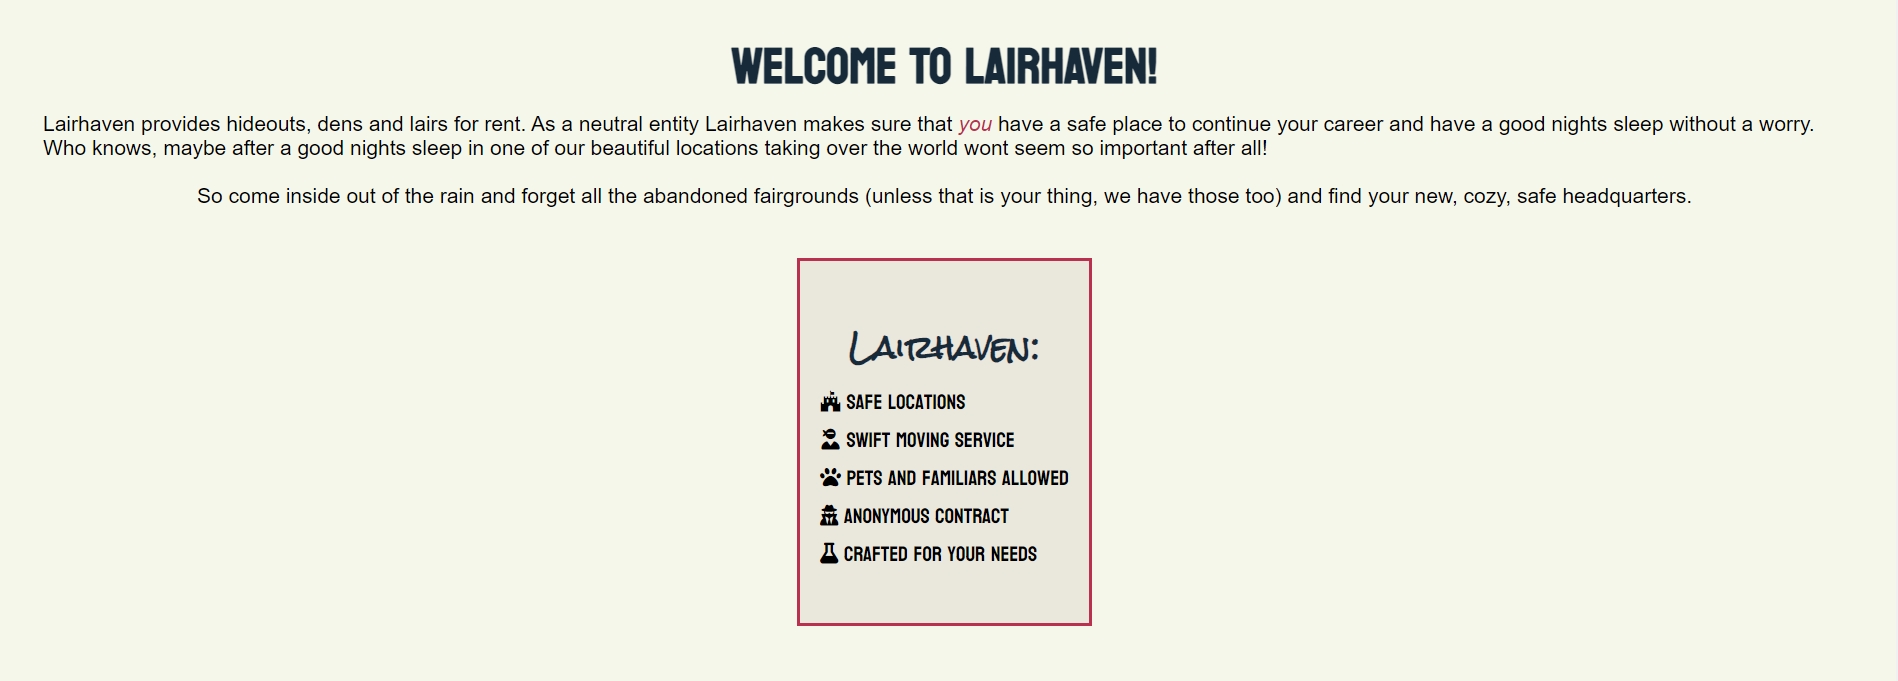 WELCOME TO LAIRHAVEN!
Lairhaven provides hideouts, dens and lairs for rent. As a neutral entity Lairhaven makes sure that you have a safe place to continue your career and have a good nights sleep without a worry.
Who knows, maybe after a good nights sleep in one of our beautiful locations taking over the world wont seem so important after all!
So come inside out of the rain and forget all the abandoned fairgrounds (unless that is your thing, we have those too) and find your new, cozy, safe headquarters.
LAIRHAVEN:
SAFE LOCATIONS
SWIFT MOVING SERVICE
PETS AND FAMILIARS ALLOWED
ANONYMOUS CONTRACT
CRAFTED FOR YOUR NEEDS